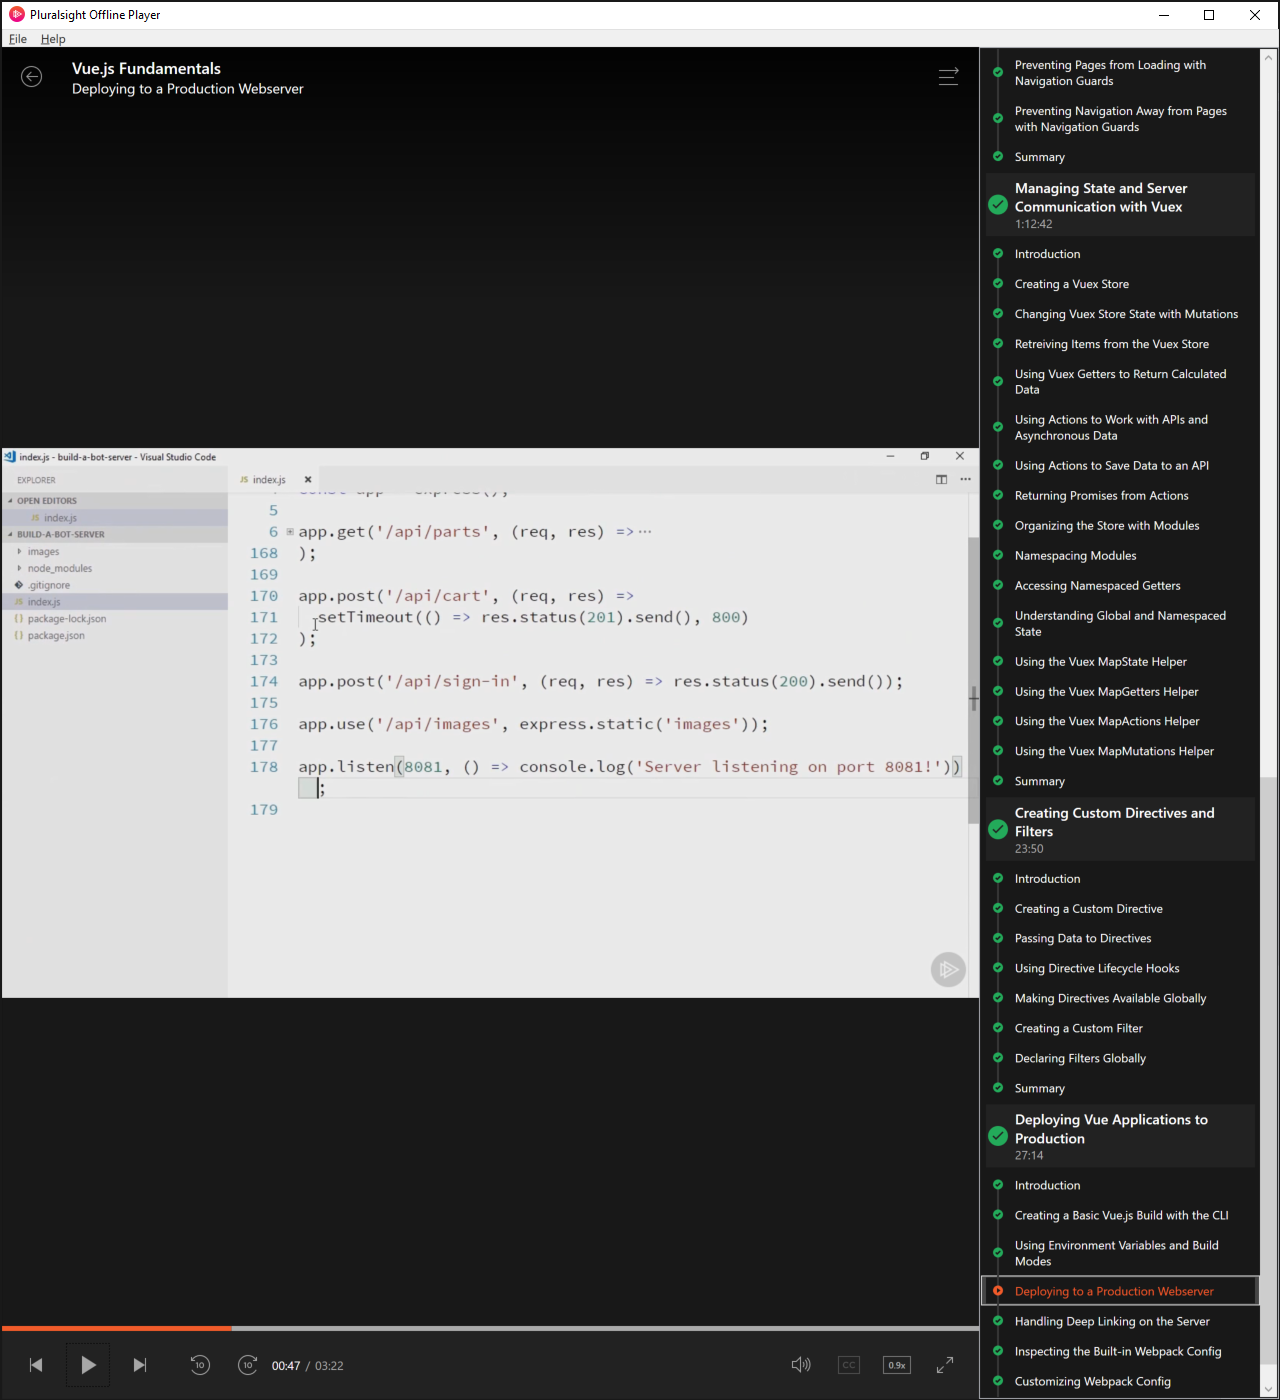 Pluralsight Offline Player
File Help
Vue.js Fundamentals
Deploying to a Production Webserver
index.js - build-a-bot-server - Visual Studio Code
EXPLORER
OPEN EDITORS
JS index.js
BUILD-A-BOT-SERVER
images
node_modules
.gitignore
JS index.js
{} package-lock.json
{} package.json
JS index.js
5
6 app.get('/api/parts', (req, res) =>···
168 );
169
170 app.post('/api/cart', (req, res) =>
171 setTimeout(() => res.status(201).send(), 800)
172 );
173
174 app.post('/api/sign-in', (req, res) => res.status(200).send());
175
176 app.use('/api/images', express.static('images'));
177
178 app.listen(8081, () => console.log('Server listening on port 8081!'))
;
179
10
10
00:47 / 03:22
CC
0.9x
Preventing Pages from Loading with
Navigation Guards
Preventing Navigation Away from Pages
with Navigation Guards
Summary
Managing State and Server
Communication with Vuex
1:12:42
Introduction
Creating a Vuex Store
Changing Vuex Store State with Mutations
Retreiving Items from the Vuex Store
Using Vuex Getters to Return Calculated
Data
Using Actions to Work with APIs and
Asynchronous Data
Using Actions to Save Data to an API
Returning Promises from Actions
Organizing the Store with Modules
Namespacing Modules
Accessing Namespaced Getters
Understanding Global and Namespaced
State
Using the Vuex MapState Helper
Using the Vuex MapGetters Helper
Using the Vuex MapActions Helper
Using the Vuex MapMutations Helper
Summary
Creating Custom Directives and
Filters
23:50
Introduction
Creating a Custom Directive
Passing Data to Directives
Using Directive Lifecycle Hooks
Making Directives Available Globally
Creating a Custom Filter
Declaring Filters Globally
Summary
Deploying Vue Applications to
Production
27:14
Introduction
Creating a Basic Vue.js Build with the CLI
Using Environment Variables and Build
Modes
Deploying to a Production Webserver
Handling Deep Linking on the Server
Inspecting the Built-in Webpack Config
Customizing Webpack Config